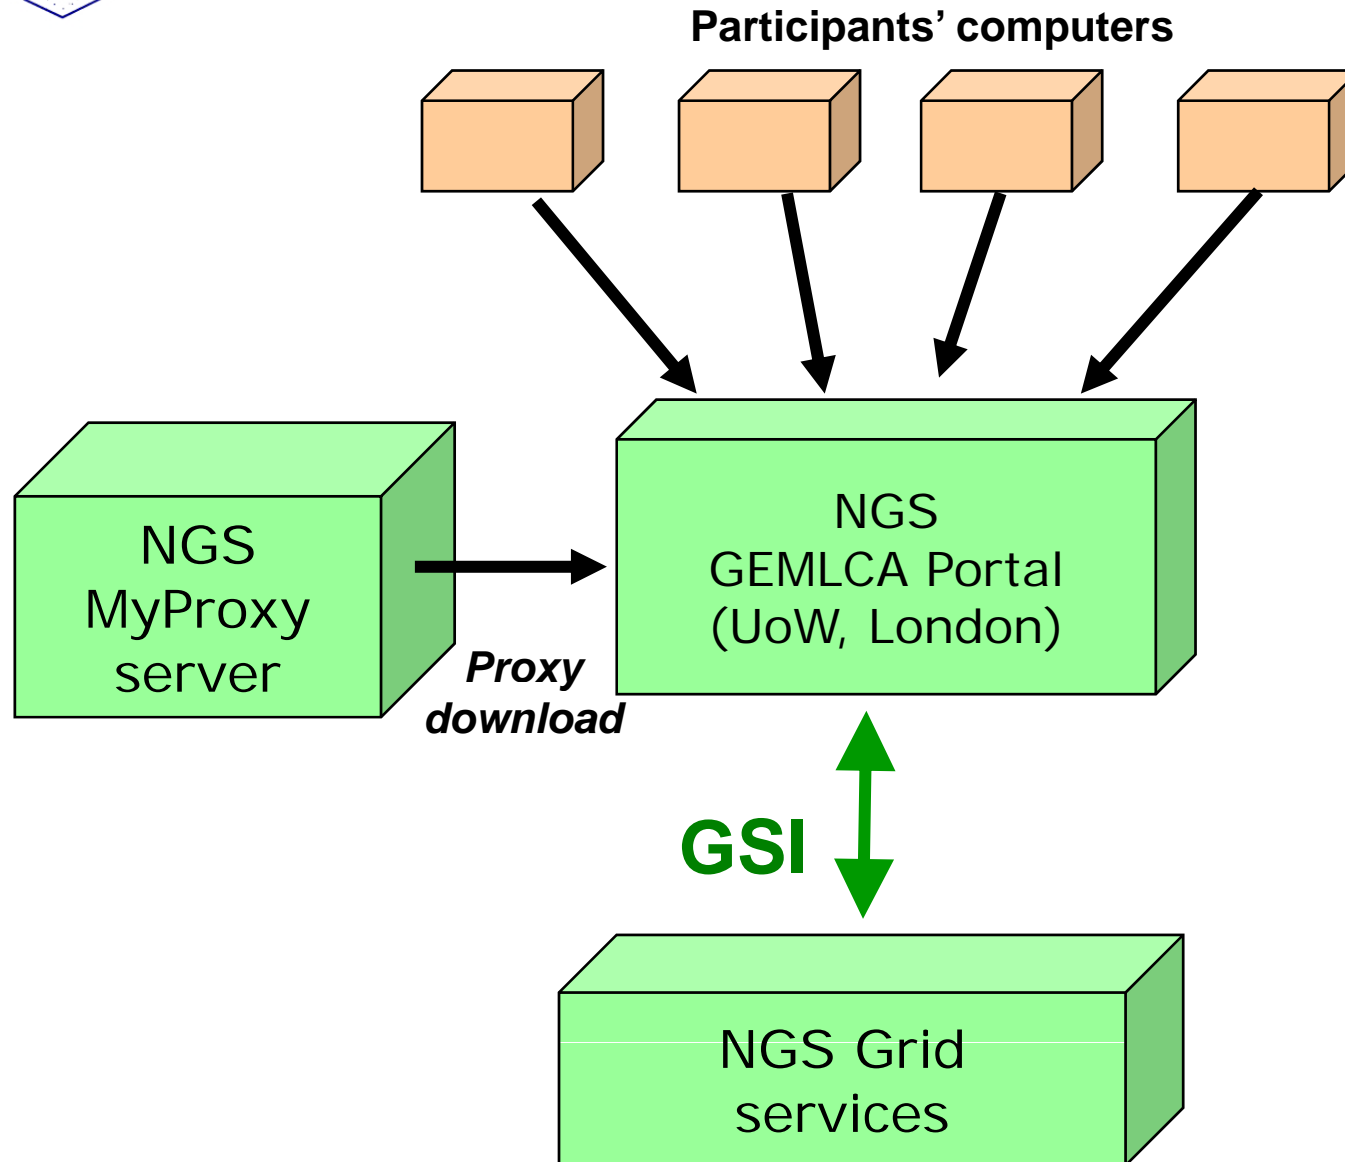 Participants’ computers
NGS
GEMLCA Portal
(UoW, London)
NGS
MyProxy
server
Proxy
download
GSI
NGS Grid
services